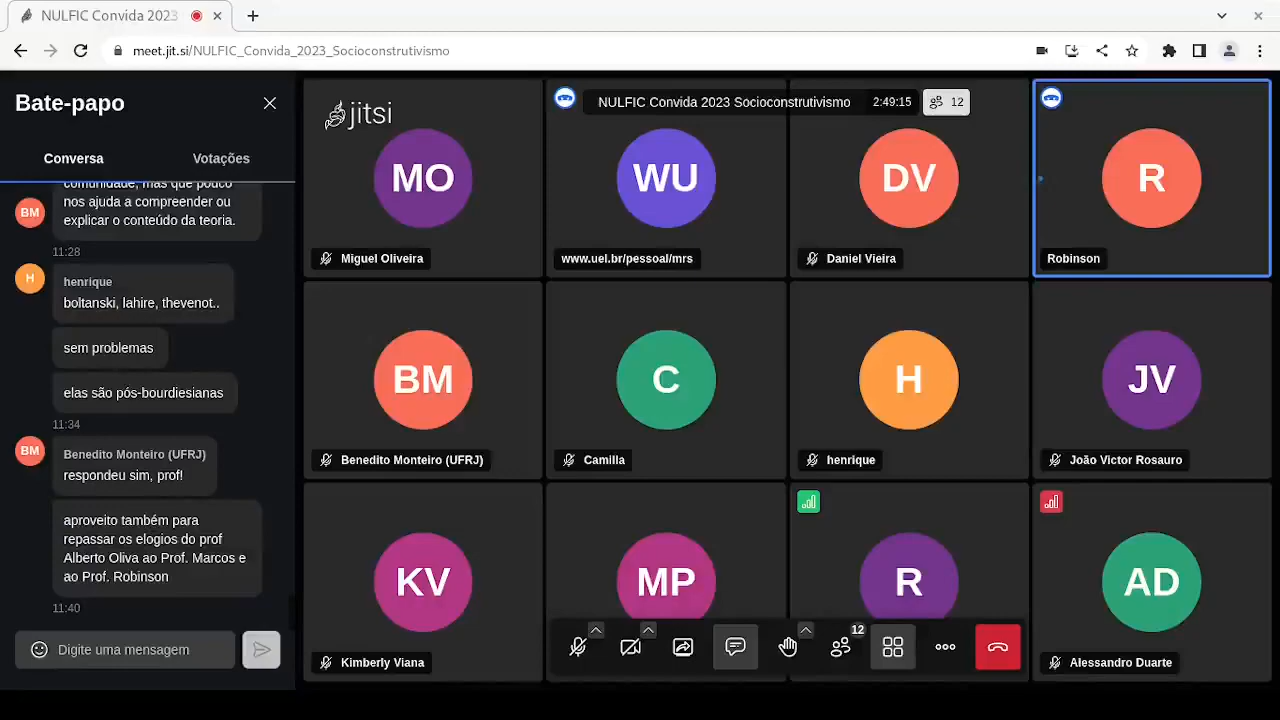 NULFIC Convida 2023
meet.jit.si/NULFIC_Convida_2023_Socioconstrutivismo
Bate-papo
Conversa
Votações
comunidade, mas que pouco
nos ajuda a compreender ou
explicar o conteúdo da teoria.
BM
11:28
H
henrique
boltanski, lahire, thevenot..
sem problemas
elas são pós-bourdiesianas
11:34
BM
Benedito Monteiro (UFRJ)
respondeu sim, prof!
aproveito também para
repassar os elogios do prof
Alberto Oliva ao Prof. Marcos e
ao Prof. Robinson
11:40
Digite uma mensagem
jitsi
NULFIC Convida 2023 Socioconstrutivismo
2:49:15
12
MO
Miguel Oliveira
WU
www.uel.br/pessoal/mrs
DV
Daniel Vieira
R
Robinson
BM
Benedito Monteiro (UFRJ)
C
Camilla
H
henrique
JV
João Victor Rosauro
KV
Kimberly Viana
MP
R
AD
Alessandro Duarte
12